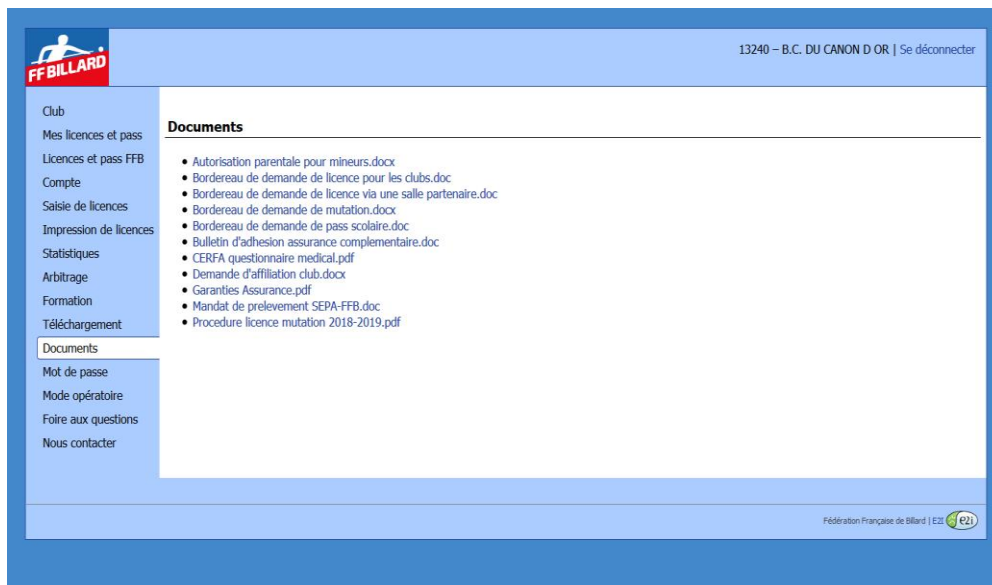 FF BILLARD
13240 – B.C. DU CANON D OR | Se déconnecter
Club
Mes licences et pass
Licences et pass FFB
Compte
Saisie de licences
Impression de licences
Statistiques
Arbitrage
Formation
Téléchargement
Documents
Mot de passe
Mode opératoire
Foire aux questions
Nous contacter
Documents
• Autorisation parentale pour mineurs.docx
• Bordereau de demande de licence pour les clubs.doc
• Bordereau de demande de licence via une salle partenaire.doc
• Bordereau de demande de mutation.docx
• Bordereau de demande de pass scolaire.doc
• Bulletin d'adhesion assurance complementaire.doc
• CERFA questionnaire medical.pdf
• Demande d'affiliation club.docx
• Garanties Assurance.pdf
• Mandat de prelevement SEPA-FFB.doc
• Procedure licence mutation 2018-2019.pdf
Fédération Française de Billard | E2I e2i